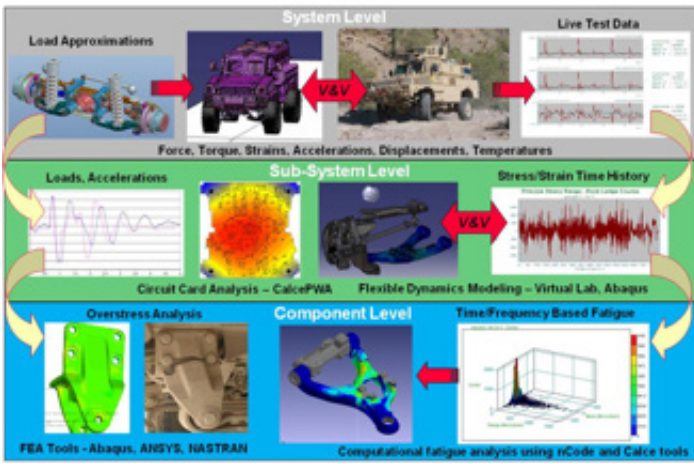 System Level
Load Approximations
Live Test Data
V&V
Force, Torque, Strains, Accelerations, Displacements, Temperatures
Sub-System Level
Loads, Accelerations
Stress/Strain Time History
V&V
Circuit Card Analysis – CalcePWA
Flexible Dynamics Modeling – Virtual Lab, Abaqus
Component Level
Overstress Analysis
Time/Frequency Based Fatigue
FEA Tools - Abaqus, ANSYS, NASTRAN
Computational fatigue analysis using nCode and Calce tools